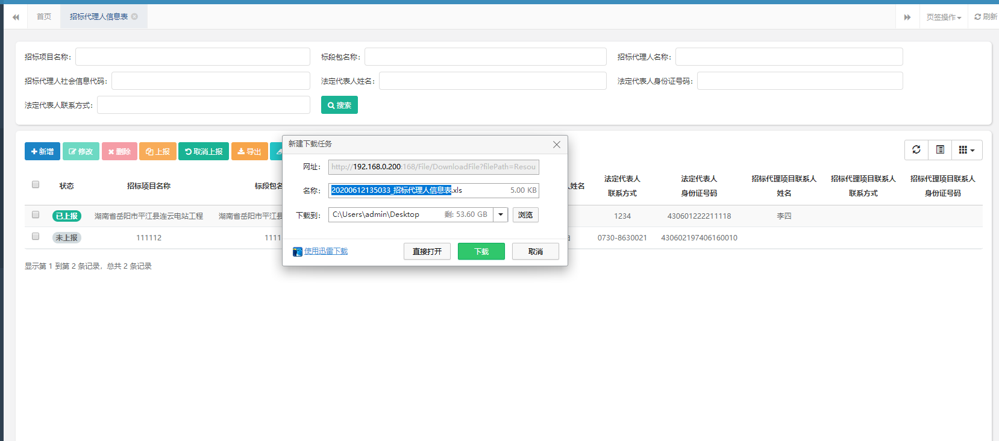 首页 招标代理人信息表 页签操作 刷新
招标项目名称： 标段包名称： 招标代理人名称：
招标代理人社会信息代码： 法定代表人姓名： 法定代表人身份证号码：
法定代表人联系方式： 搜索
新增 修改 删除 上报 取消上报 导出
新建下载任务
网址： http://192.168.0.200:168/File/DownloadFile?filePath=Resou
名称： 20200612135033_招标代理人信息表.xls 5.00 KB
下载到： C:\Users\admin\Desktop 剩: 53.60 GB 浏览
使用迅雷下载 直接打开 下载 取消
状态 招标项目名称 标段包名 人姓名 法定代表人 法定代表人 招标代理项目联系人 招标代理项目联系人 招标代理项目联系人
联系方式 身份证号码 姓名 联系方式 身份证号码
已上报 湖南省岳阳市平江县连云电站工程 湖南省岳阳市平江县 1234 430601222211118 李四
未上报 111112 1111 0730-8630021 430602197406160010
显示第 1 到第 2 条记录，总共 2 条记录